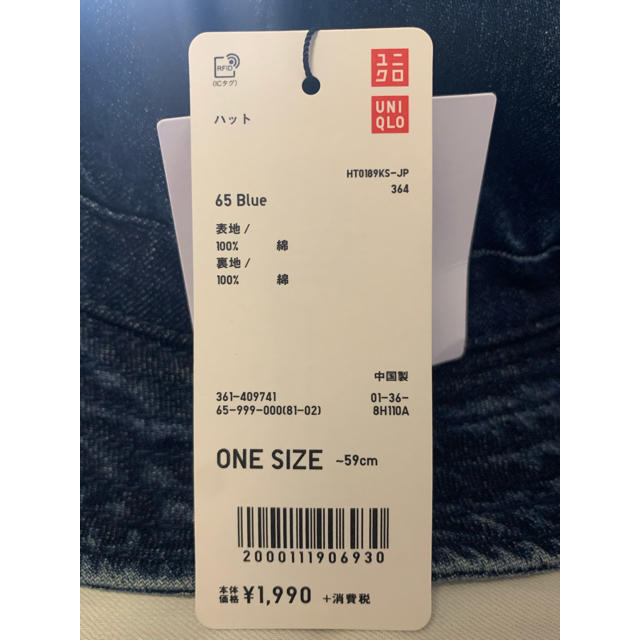 RFID
(ICタグ)
ユニ
クロ
UNI
QLO
ハット
HT0189KS-JP
364
65 Blue
表地 /
100% 綿
裏地 /
100% 綿
中国製
361-409741
01-36-
65-999-000(81-02)
8H110A
ONE SIZE ~59cm
2000111906930
本体
価格 ¥1,990 +消費税